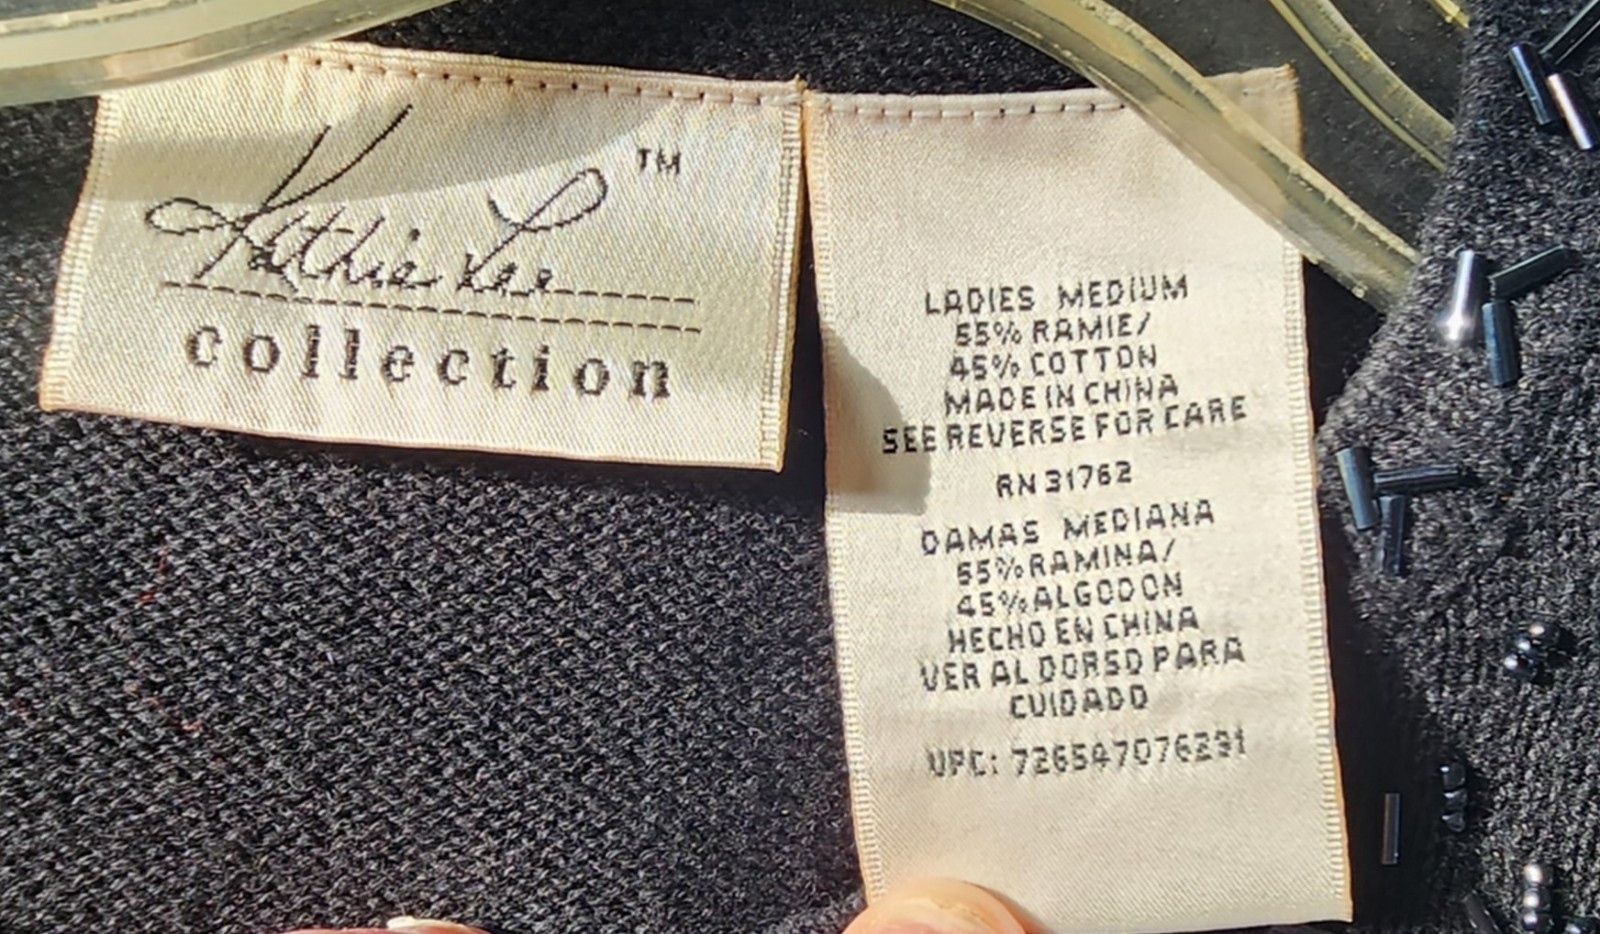 Kathie Lee ™
collection
LADIES MEDIUM
55% RAMIE/
45% COTTON
MADE IN CHINA
SEE REVERSE FOR CARE
RN 31762
DAMAS MEDIANA
55% RAMINA/
45% ALGODON
HECHO EN CHINA
VER AL DORSO PARA
CUIDADO
UPC: 726547076291